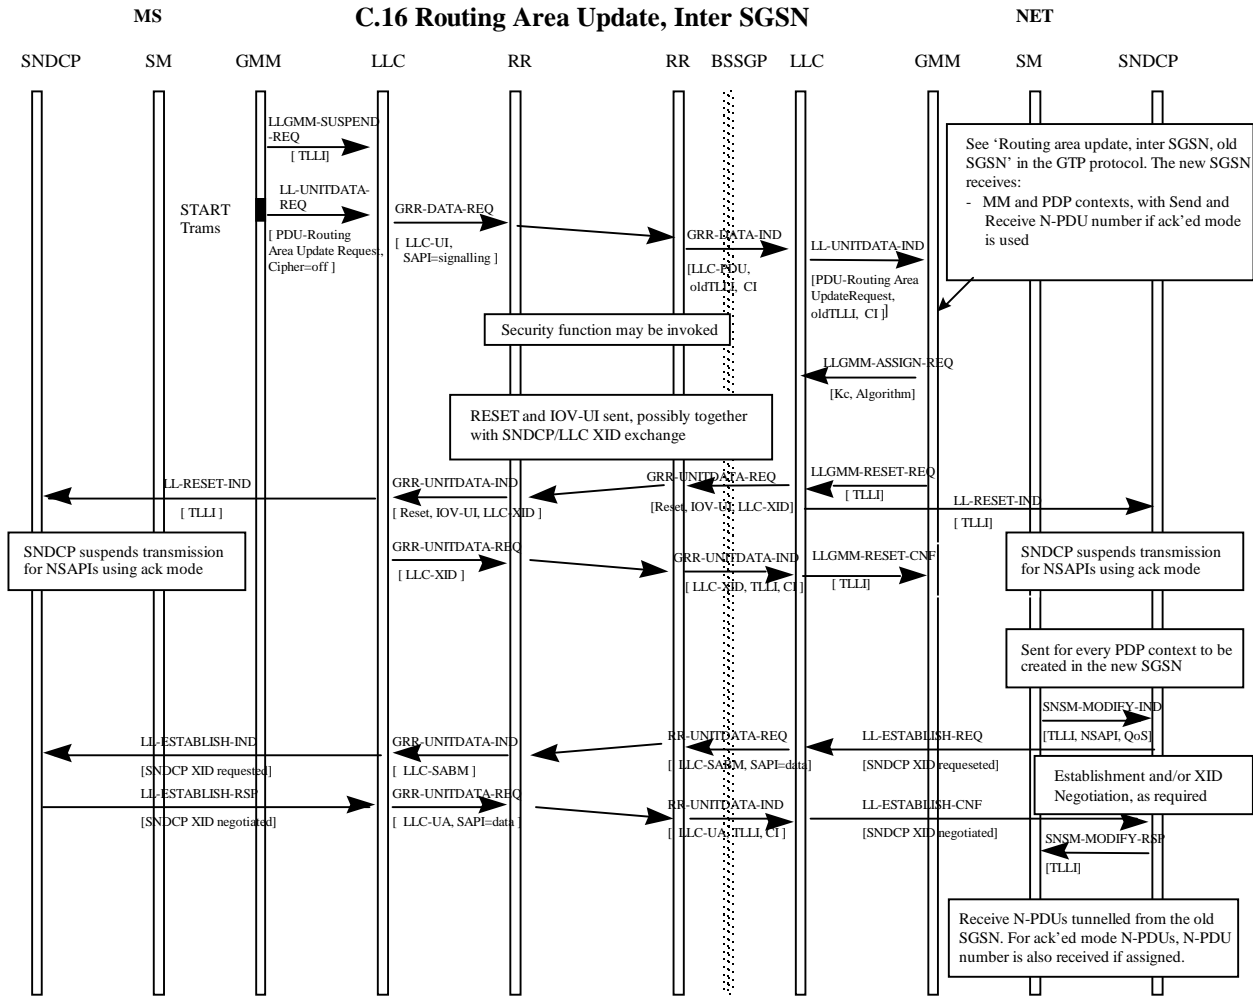 MS
C.16 Routing Area Update, Inter SGSN
NET
SNDCP SM GMM LLC RR RR BSSGP LLC GMM SM SNDCP
LLGMM-SUSPEND
-REQ
[ TLLI]
See ‘Routing area update, inter SGSN, old
SGSN’ in the GTP protocol. The new SGSN
receives:
- MM and PDP contexts, with Send and
Receive N-PDU number if ack’ed mode
is used
START
Trams
LL-UNITDATA-
REQ
[ PDU-Routing
Area Update Request,
Cipher=off ]
GRR-DATA-REQ
[ LLC-UI,
SAPI=signalling ]
GRR-DATA-IND
[LLC-PDU,
oldTLLI, CI
LL-UNITDATA-IND
[PDU-Routing Area
UpdateRequest,
oldTLLI, CI ]
Security function may be invoked
LLGMM-ASSIGN-REQ
[Kc, Algorithm]
RESET and IOV-UI sent, possibly together
with SNDCP/LLC XID exchange
LL-RESET-IND
[ TLLI ]
GRR-UNITDATA-IND
[ Reset, IOV-UI, LLC-XID ]
GRR-UNITDATA-REQ
[Reset, IOV-UI, LLC-XID]
LLGMM-RESET-REQ
[ TLLI]
LL-RESET-IND
[ TLLI]
SNDCP suspends transmission
for NSAPIs using ack mode
GRR-UNITDATA-REQ
[ LLC-XID ]
GRR-UNITDATA-IND
[ LLC-XID, TLLI, CI ]
LLGMM-RESET-CNF
[ TLLI]
SNDCP suspends transmission
for NSAPIs using ack mode
Sent for every PDP context to be
created in the new SGSN
SNSM-MODIFY-IND
[TLLI, NSAPI, QoS]
LL-ESTABLISH-IND
[SNDCP XID requested]
GRR-UNITDATA-IND
[ LLC-SABM ]
RR-UNITDATA-REQ
[ LLC-SABM, SAPI=data]
LL-ESTABLISH-REQ
[SNDCP XID requeseted]
Establishment and/or XID
Negotiation, as required
LL-ESTABLISH-RSP
[SNDCP XID negotiated]
GRR-UNITDATA-REQ
[ LLC-UA, SAPI=data ]
RR-UNITDATA-IND
[ LLC-UA, TLLI, CI ]
LL-ESTABLISH-CNF
[SNDCP XID negotiated]
SNSM-MODIFY-RSP
[TLLI]
Receive N-PDUs tunnelled from the old
SGSN. For ack’ed mode N-PDUs, N-PDU
number is also received if assigned.